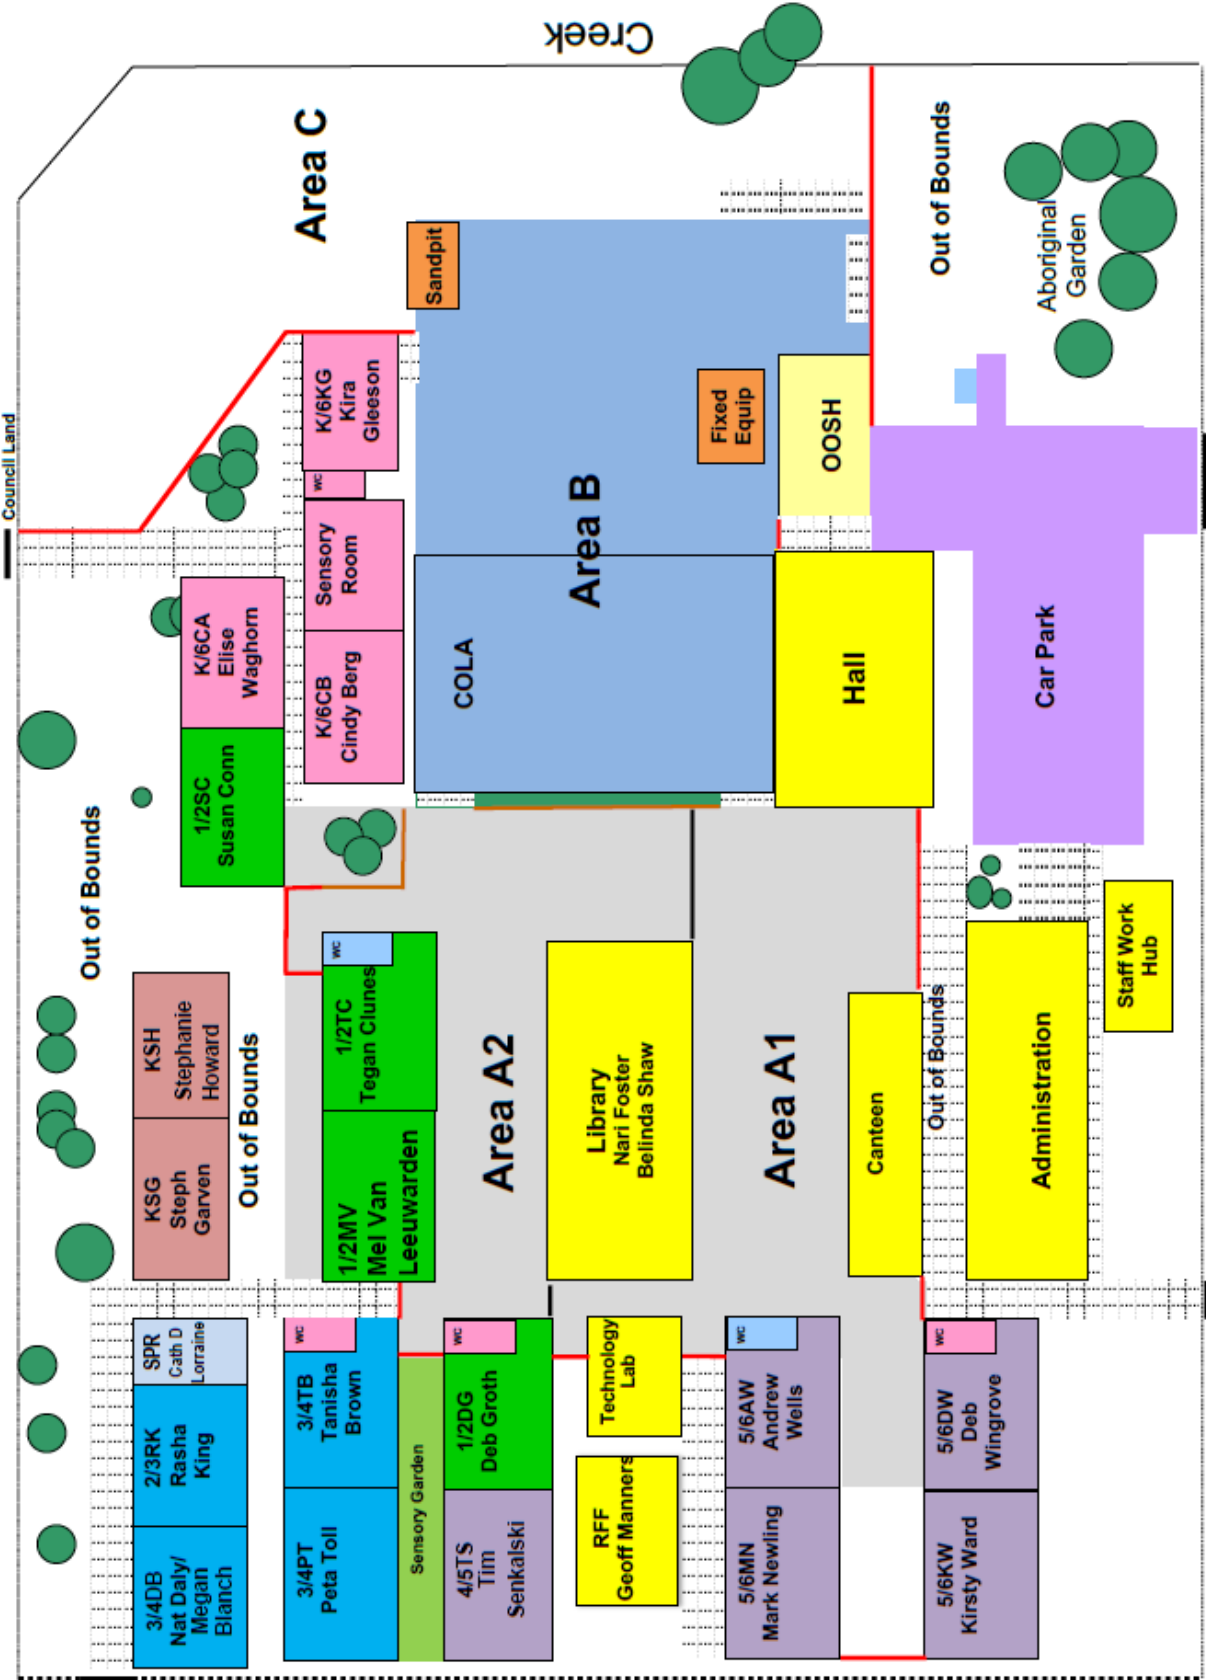 Creek
Area C
Out of Bounds
Aboriginal
Garden
Sandpit
Council Land
K/6KG
Kira
Gleeson
wc
Sensory
Room
K/6CB
Cindy Berg
K/6CA
Elise
Waghorn
1/2SC
Susan Conn
Fixed
Equip
OOSH
Area B
COLA
Hall
Car Park
Out of Bounds
KSH
Stephanie
Howard
KSG
Steph
Garven
Out of Bounds
WC
1/2TC
Tegan Clunes
1/2MV
Mel Van
Leeuwarden
Area A2
Library
Nari Foster
Belinda Shaw
Area A1
Canteen
Out of Bounds
Administration
Staff Work
Hub
SPR
Cath D
Lorraine
2/3RK
Rasha
King
3/4DB
Nat Daly/
Megan
Blanch
wc
3/4TB
Tanisha
Brown
3/4PT
Peta Toll
Sensory Garden
WC
1/2DG
Deb Groth
4/5TS
Tim
Senkalski
Technology
Lab
RFF
Geoff Manners
WC
5/6AW
Andrew
Wells
5/6MN
Mark Newling
WC
5/6DW
Deb
Wingrove
5/6KW
Kirsty Ward